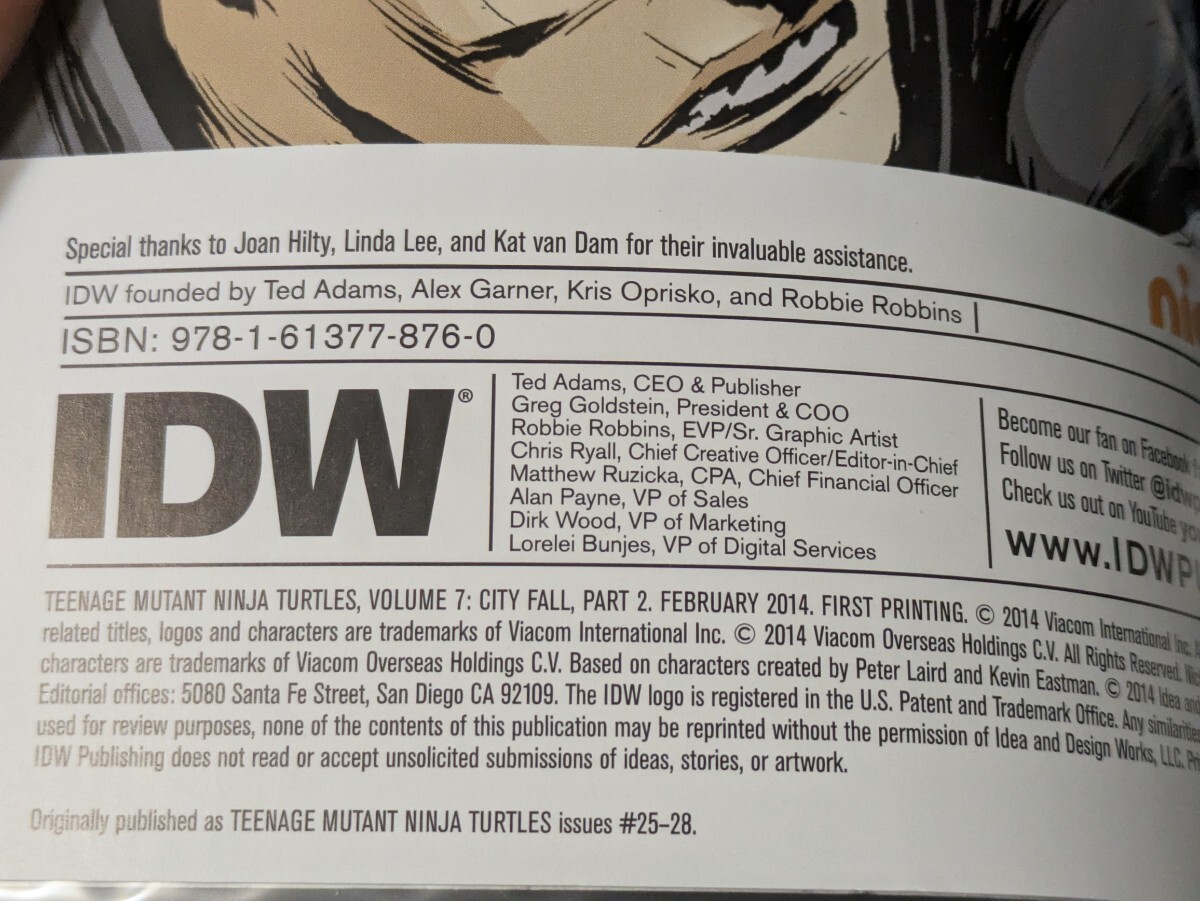 Special thanks to Joan Hilty, Linda Lee, and Kat van Dam for their invaluable assistance.
IDW founded by Ted Adams, Alex Garner, Kris Oprisko, and Robbie Robbins
ISBN: 978-1-61377-876-0
IDW®
Ted Adams, CEO & Publisher
Greg Goldstein, President & COO
Robbie Robbins, EVP/Sr. Graphic Artist
Chris Ryall, Chief Creative Officer/Editor-in-Chief
Matthew Ruzicka, CPA, Chief Financial Officer
Alan Payne, VP of Sales
Dirk Wood, VP of Marketing
Lorelei Bunjes, VP of Digital Services
Become our fan on Facebook
Follow us on Twitter
Check us out on YouTube
TEENAGE MUTANT NINJA TURTLES, VOLUME 7: CITY FALL, PART 2. FEBRUARY 2014. FIRST PRINTING. © 2014 Viacom International Inc.
related titles, logos and characters are trademarks of Viacom International Inc. © 2014 Viacom Overseas Holdings C.V. All Rights Reserved.
characters are trademarks of Viacom Overseas Holdings C.V. Based on characters created by Peter Laird and Kevin Eastman. © 2014 Idea and
Editorial offices: 5080 Santa Fe Street, San Diego CA 92109. The IDW logo is registered in the U.S. Patent and Trademark Office. Any similarities
used for review purposes, none of the contents of this publication may be reprinted without the permission of Idea and Design Works, LLC.
IDW Publishing does not read or accept unsolicited submissions of ideas, stories, or artwork.
Originally published as TEENAGE MUTANT NINJA TURTLES issues #25–28.